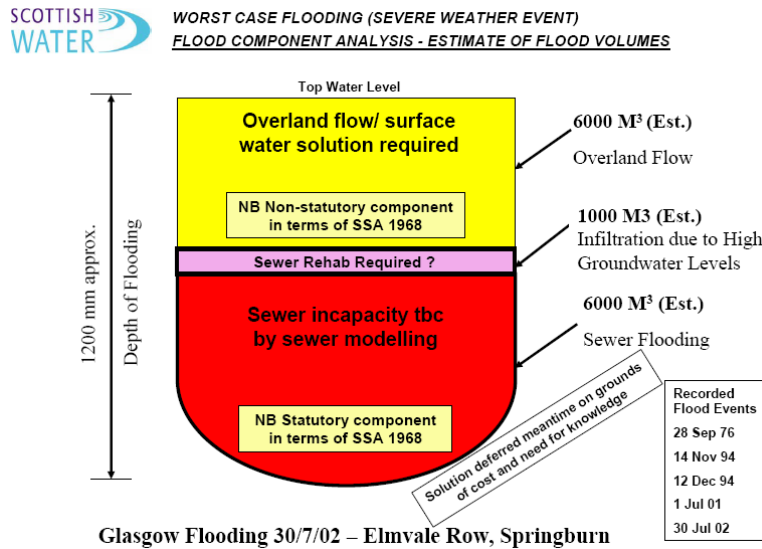 SCOTTISH
WATER
WORST CASE FLOODING (SEVERE WEATHER EVENT)
FLOOD COMPONENT ANALYSIS - ESTIMATE OF FLOOD VOLUMES
Top Water Level
Overland flow/ surface
water solution required
6000 M³ (Est.)
Overland Flow
NB Non-statutory component
in terms of SSA 1968
1000 M3 (Est.)
Infiltration due to High
Groundwater Levels
Sewer Rehab Required ?
Sewer incapacity tbc
by sewer modelling
6000 M³ (Est.)
Sewer Flooding
1200 mm approx.
Depth of Flooding
NB Statutory component
in terms of SSA 1968
Solution deferred meantime on grounds
of cost and need for knowledge
Recorded
Flood Events
28 Sep 76
14 Nov 94
12 Dec 94
1 Jul 01
30 Jul 02
Glasgow Flooding 30/7/02 – Elmvale Row, Springburn